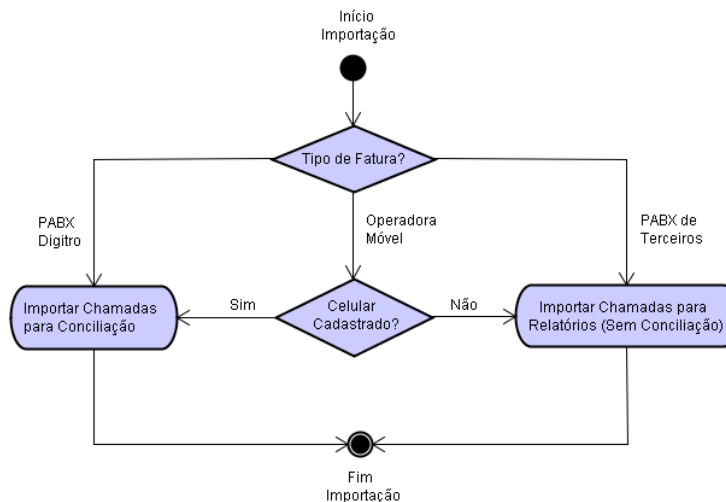 Início
Importação
Tipo de Fatura?
PABX
Digitro
Operadora
Móvel
PABX de
Terceiros
Importar Chamadas
para Conciliação
Sim
Celular
Cadastrado?
Não
Importar Chamadas para
Relatórios (Sem Conciliação)
Fim
Importação